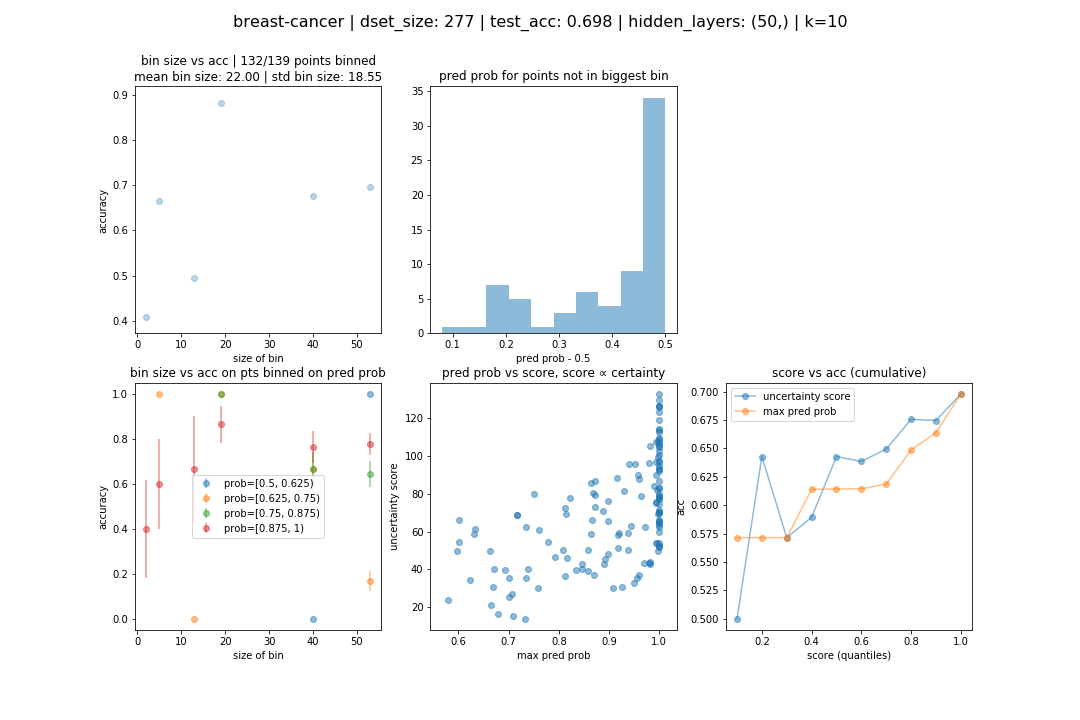 breast-cancer | dset_size: 277 | test_acc: 0.698 | hidden_layers: (50,) | k=10
bin size vs acc | 132/139 points binned
mean bin size: 22.00 | std bin size: 18.55
0.9
0.8
0.7
0.6
0.5
0.4
accuracy
0 10 20 30 40 50
size of bin
pred prob for points not in biggest bin
35
30
25
20
15
10
5
0
0.1 0.2 0.3 0.4 0.5
pred prob - 0.5
bin size vs acc on pts binned on pred prob
1.0
0.8
0.6
0.4
0.2
0.0
accuracy
prob=[0.5, 0.625)
prob=[0.625, 0.75)
prob=[0.75, 0.875)
prob=[0.875, 1)
0 10 20 30 40 50
size of bin
pred prob vs score, score ∝ certainty
120
100
80
60
40
20
uncertainty score
0.6 0.7 0.8 0.9 1.0
max pred prob
score vs acc (cumulative)
0.700
0.675
0.650
0.625
0.600
0.575
0.550
0.525
0.500
acc
uncertainty score
max pred prob
0.2 0.4 0.6 0.8 1.0
score (quantiles)